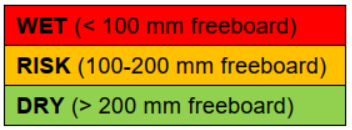 WET (< 100 mm freeboard)
RISK (100-200 mm freeboard)
DRY (> 200 mm freeboard)